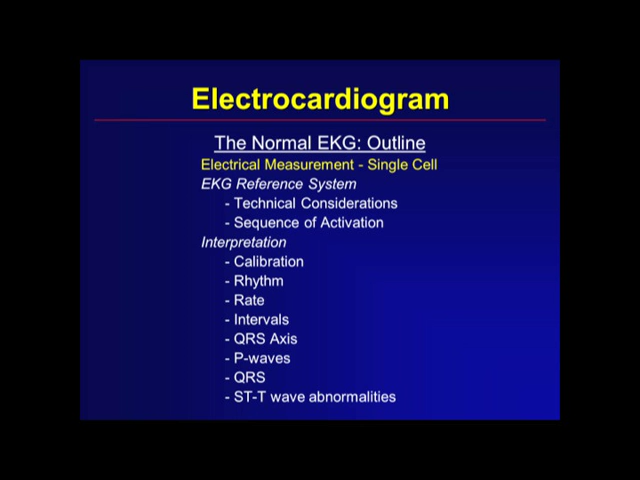 Electrocardiogram
The Normal EKG: Outline
Electrical Measurement - Single Cell
EKG Reference System
- Technical Considerations
- Sequence of Activation
Interpretation
- Calibration
- Rhythm
- Rate
- Intervals
- QRS Axis
- P-waves
- QRS
- ST-T wave abnormalities